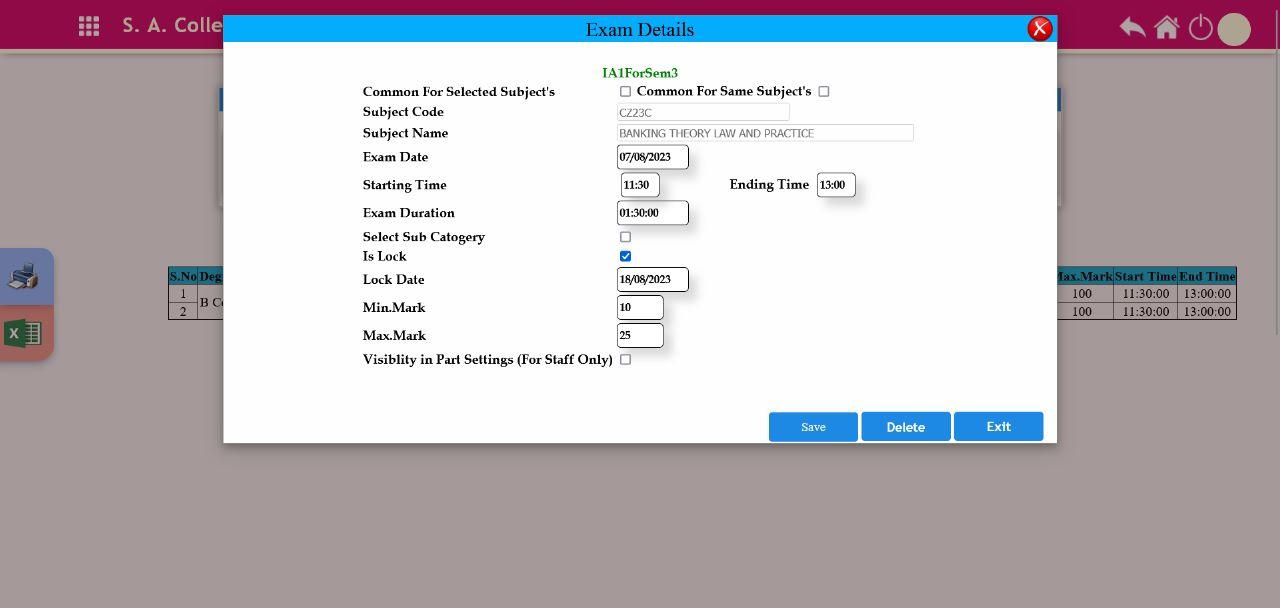 S. A. Colle
Exam Details
IA1ForSem3
Common For Selected Subject's Common For Same Subject's
Subject Code CZ23C
Subject Name BANKING THEORY LAW AND PRACTICE
Exam Date 07/08/2023
Starting Time 11:30 Ending Time 13:00
Exam Duration 01:30:00
Select Sub Catogery
Is Lock
Lock Date 18/08/2023
Min.Mark 10
Max.Mark 25
Visiblity in Part Settings (For Staff Only)
Save Delete Exit
S.No Deg Max.Mark Start Time End Time
1 B Co 100 11:30:00 13:00:00
2 100 11:30:00 13:00:00